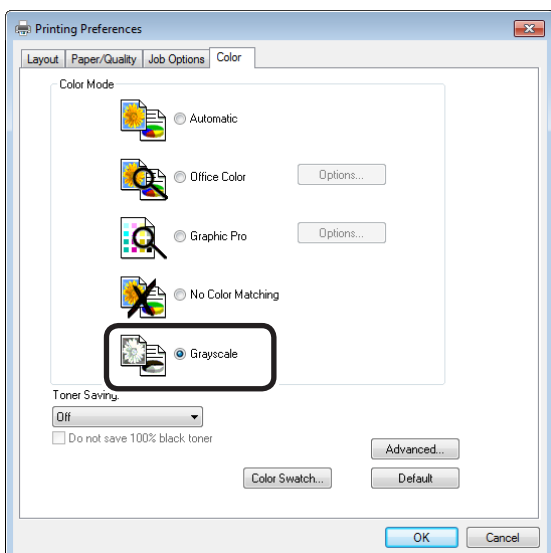 Printing Preferences
Layout Paper/Quality Job Options Color
Color Mode
Automatic
Office Color Options...
Graphic Pro Options...
No Color Matching
Grayscale
Toner Saving:
Off
Do not save 100% black toner
Advanced...
Color Swatch... Default
OK Cancel